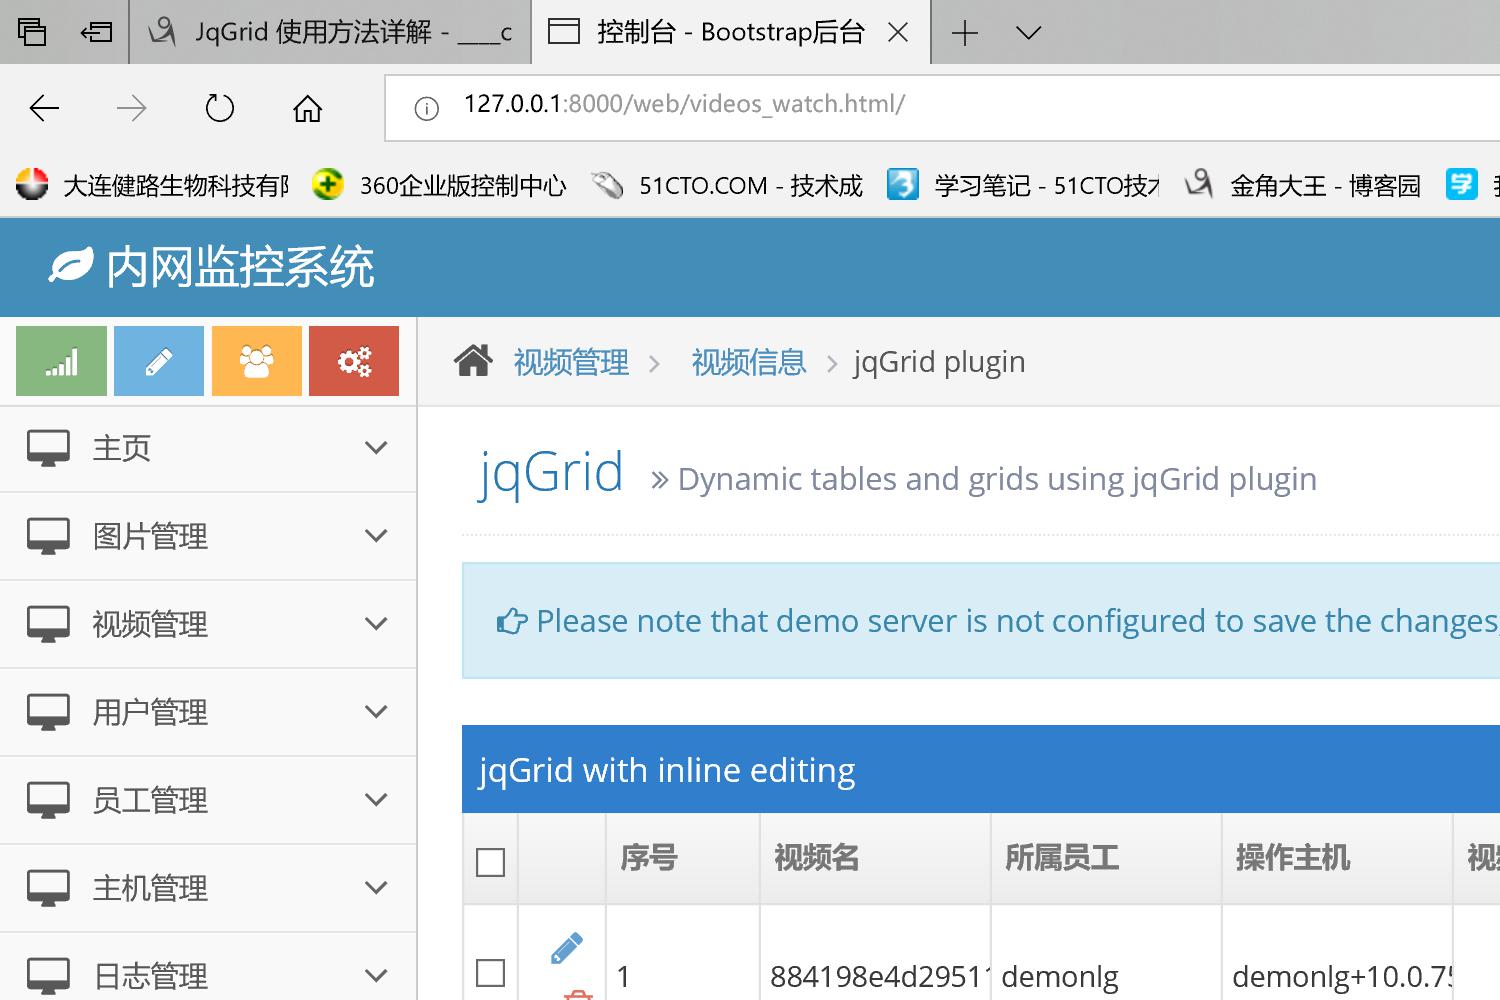 JqGrid 使用方法详解 - ____c
控制台 - Bootstrap后台
127.0.0.1:8000/web/videos_watch.html/
大连健路生物科技有限 360企业版控制中心 51CTO.COM - 技术成 学习笔记 - 51CTO技术 金角大王 - 博客园
内网监控系统
视频管理 视频信息 jqGrid plugin
主页
jqGrid » Dynamic tables and grids using jqGrid plugin
图片管理
视频管理
Please note that demo server is not configured to save the changes,
用户管理
jqGrid with inline editing
员工管理
序号 视频名 所属员工 操作主机 视频
主机管理
日志管理
1 884198e4d29511 demonlg demonlg+10.0.75